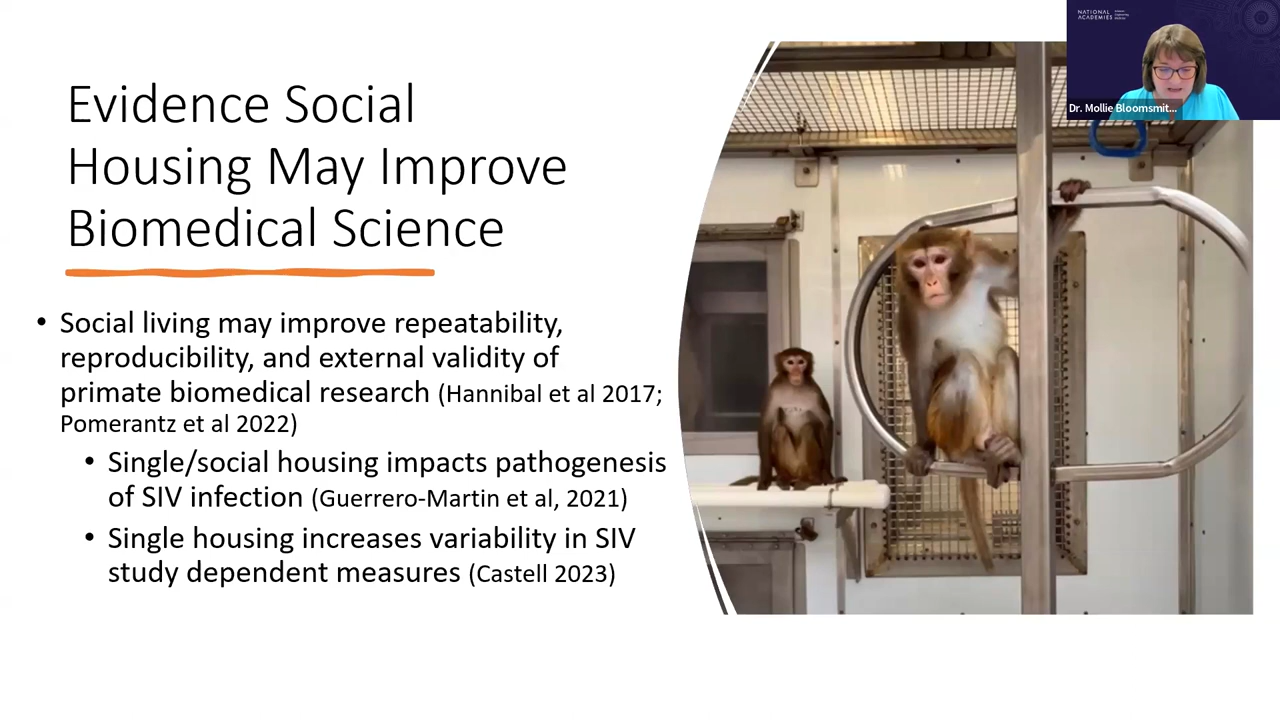 Evidence Social
Housing May Improve
Biomedical Science
• Social living may improve repeatability,
reproducibility, and external validity of
primate biomedical research (Hannibal et al 2017;
Pomerantz et al 2022)
• Single/social housing impacts pathogenesis
of SIV infection (Guerrero-Martin et al, 2021)
• Single housing increases variability in SIV
study dependent measures (Castell 2023)
NATIONAL
ACADEMIES
Dr. Mollie Bloomsmit...